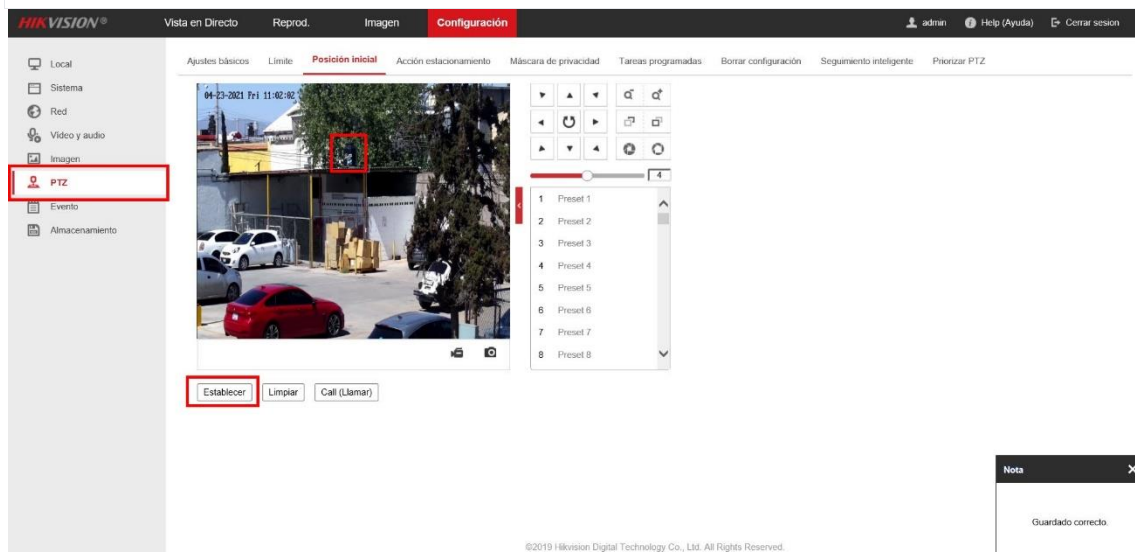 HIKVISION® Vista en Directo Reprod. Imagen Configuración admin Help (Ayuda) Cerrar sesion
Ajustes básicos Límite Posición inicial Acción estacionamiento Máscara de privacidad Tareas programadas Borrar configuración Seguimiento inteligente Priorizar PTZ
Local
Sistema
Red
Vídeo y audio
Imagen
PTZ
Evento
Almacenamiento
04-23-2021 Fri 11:02:02
4
1 Preset 1
2 Preset 2
3 Preset 3
4 Preset 4
5 Preset 5
6 Preset 6
7 Preset 7
8 Preset 8
Establecer Limpiar Call (Llamar)
Nota
Guardado correcto.
©2019 Hikvision Digital Technology Co., Ltd. All Rights Reserved.